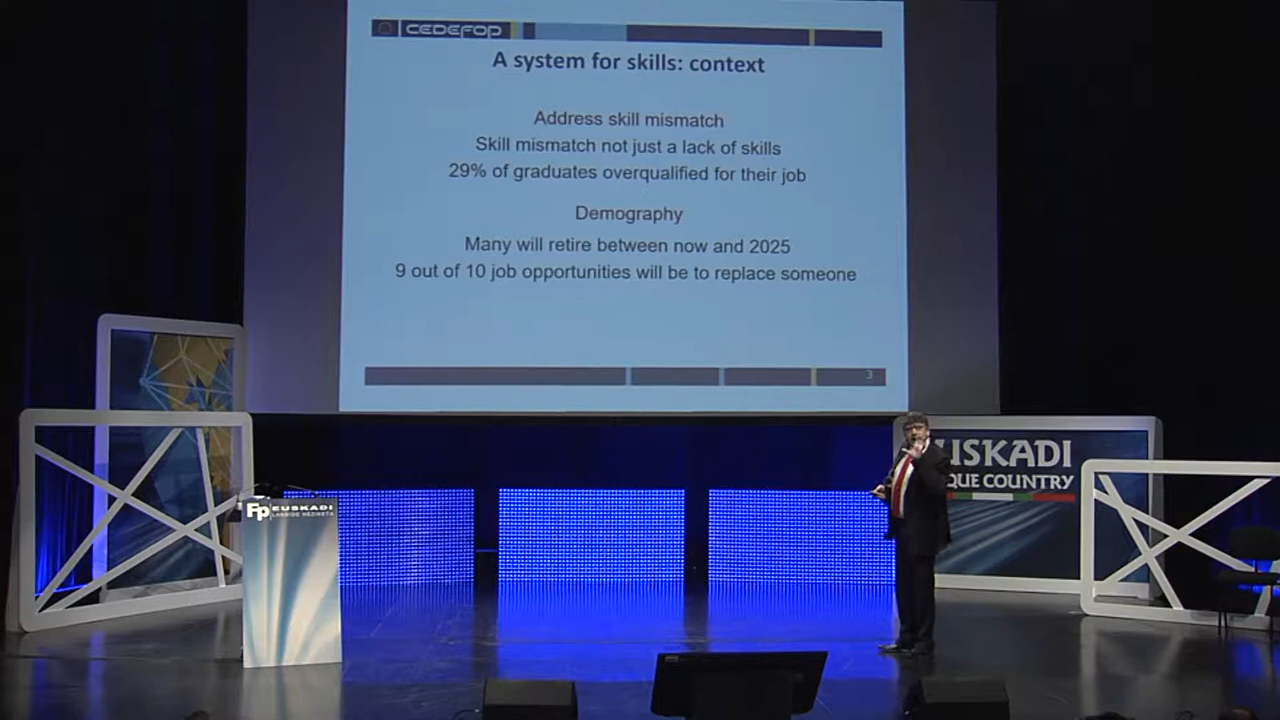 CEDEFOP
A system for skills: context
Address skill mismatch
Skill mismatch not just a lack of skills
29% of graduates overqualified for their job
Demography
Many will retire between now and 2025
9 out of 10 job opportunities will be to replace someone
3
USKADI
QUE COUNTRY
Fp EUSKADI
LANBIDE HEZIKETA